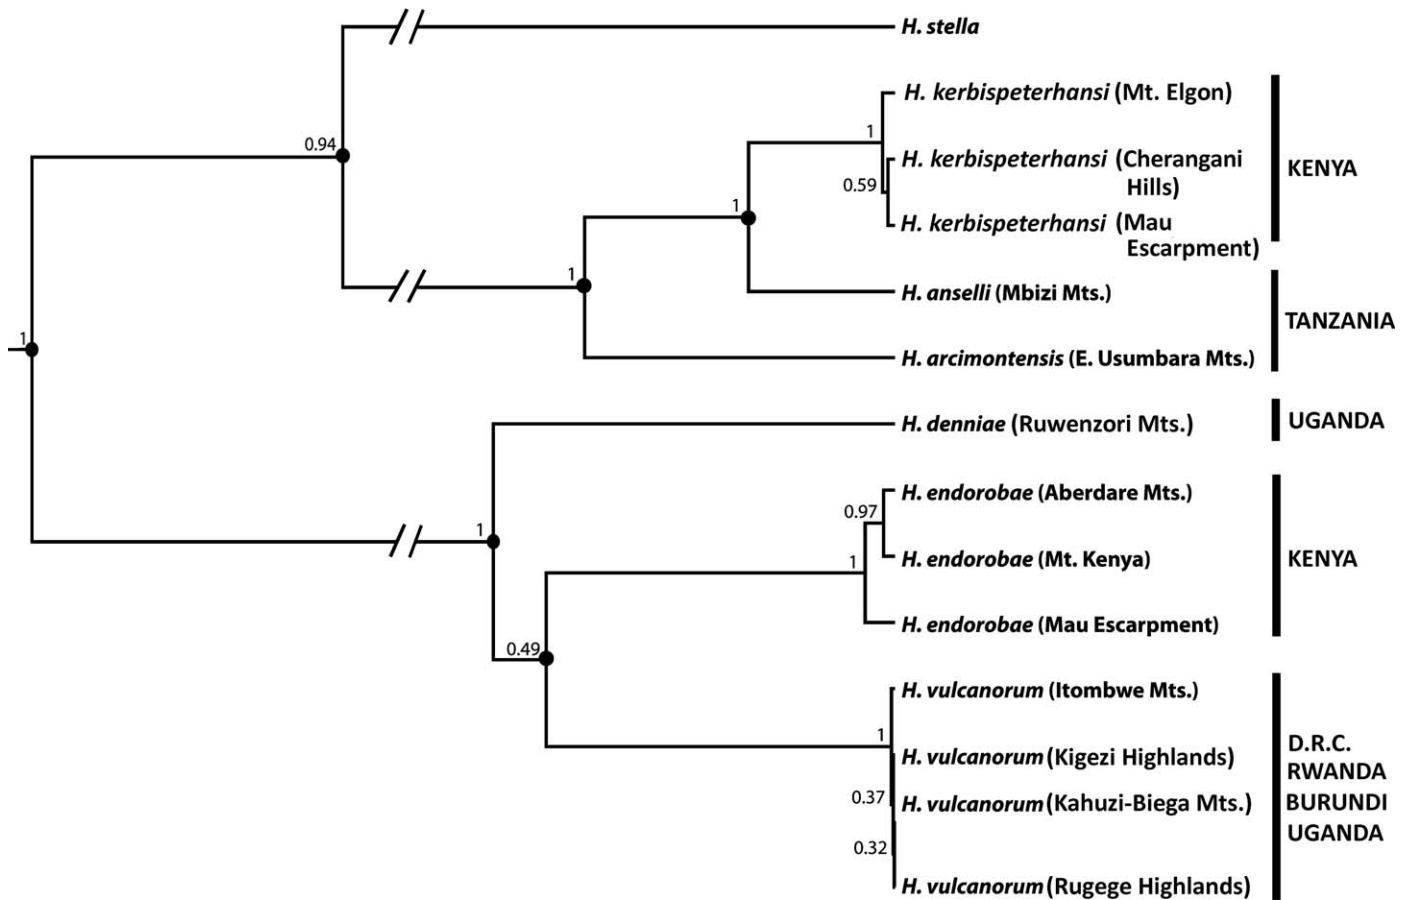 H. stella
H. kerbispeterhansi (Mt. Elgon)
1
0.94
H. kerbispeterhansi (Cherangani
Hills)
KENYA
0.59
1
H. kerbispeterhansi (Mau
Escarpment)
1
H. anselli (Mbizi Mts.)
TANZANIA
1
H. arcimontensis (E. Usumbara Mts.)
H. denniae (Ruwenzori Mts.)
UGANDA
H. endorobae (Aberdare Mts.)
0.97
1
H. endorobae (Mt. Kenya)
KENYA
1
H. endorobae (Mau Escarpment)
0.49
H. vulcanorum (Itombwe Mts.)
1
D.R.C.
H. vulcanorum (Kigezi Highlands)
RWANDA
0.37
H. vulcanorum (Kahuzi-Biega Mts.)
BURUNDI
UGANDA
0.32
H. vulcanorum (Rugege Highlands)